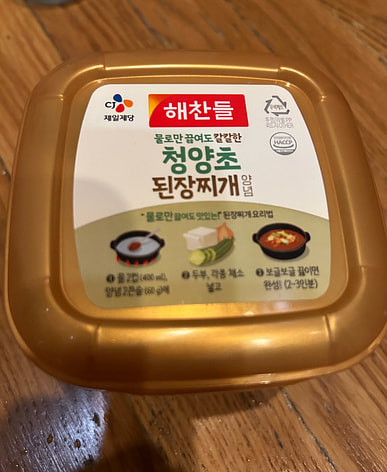 CJ
제일제당
해찬들
HACCP
물로만 끓여도 칼칼한
청양초
된장찌개
양념
"물로만 끓여도 맛있는!" 된장찌개 요리법
① 물 2컵 (400 mL),
양념 2큰술 (60 g)에
② 두부, 각종 채소
넣고
③ 보글보글 끓이면
완성! (2~3인분)